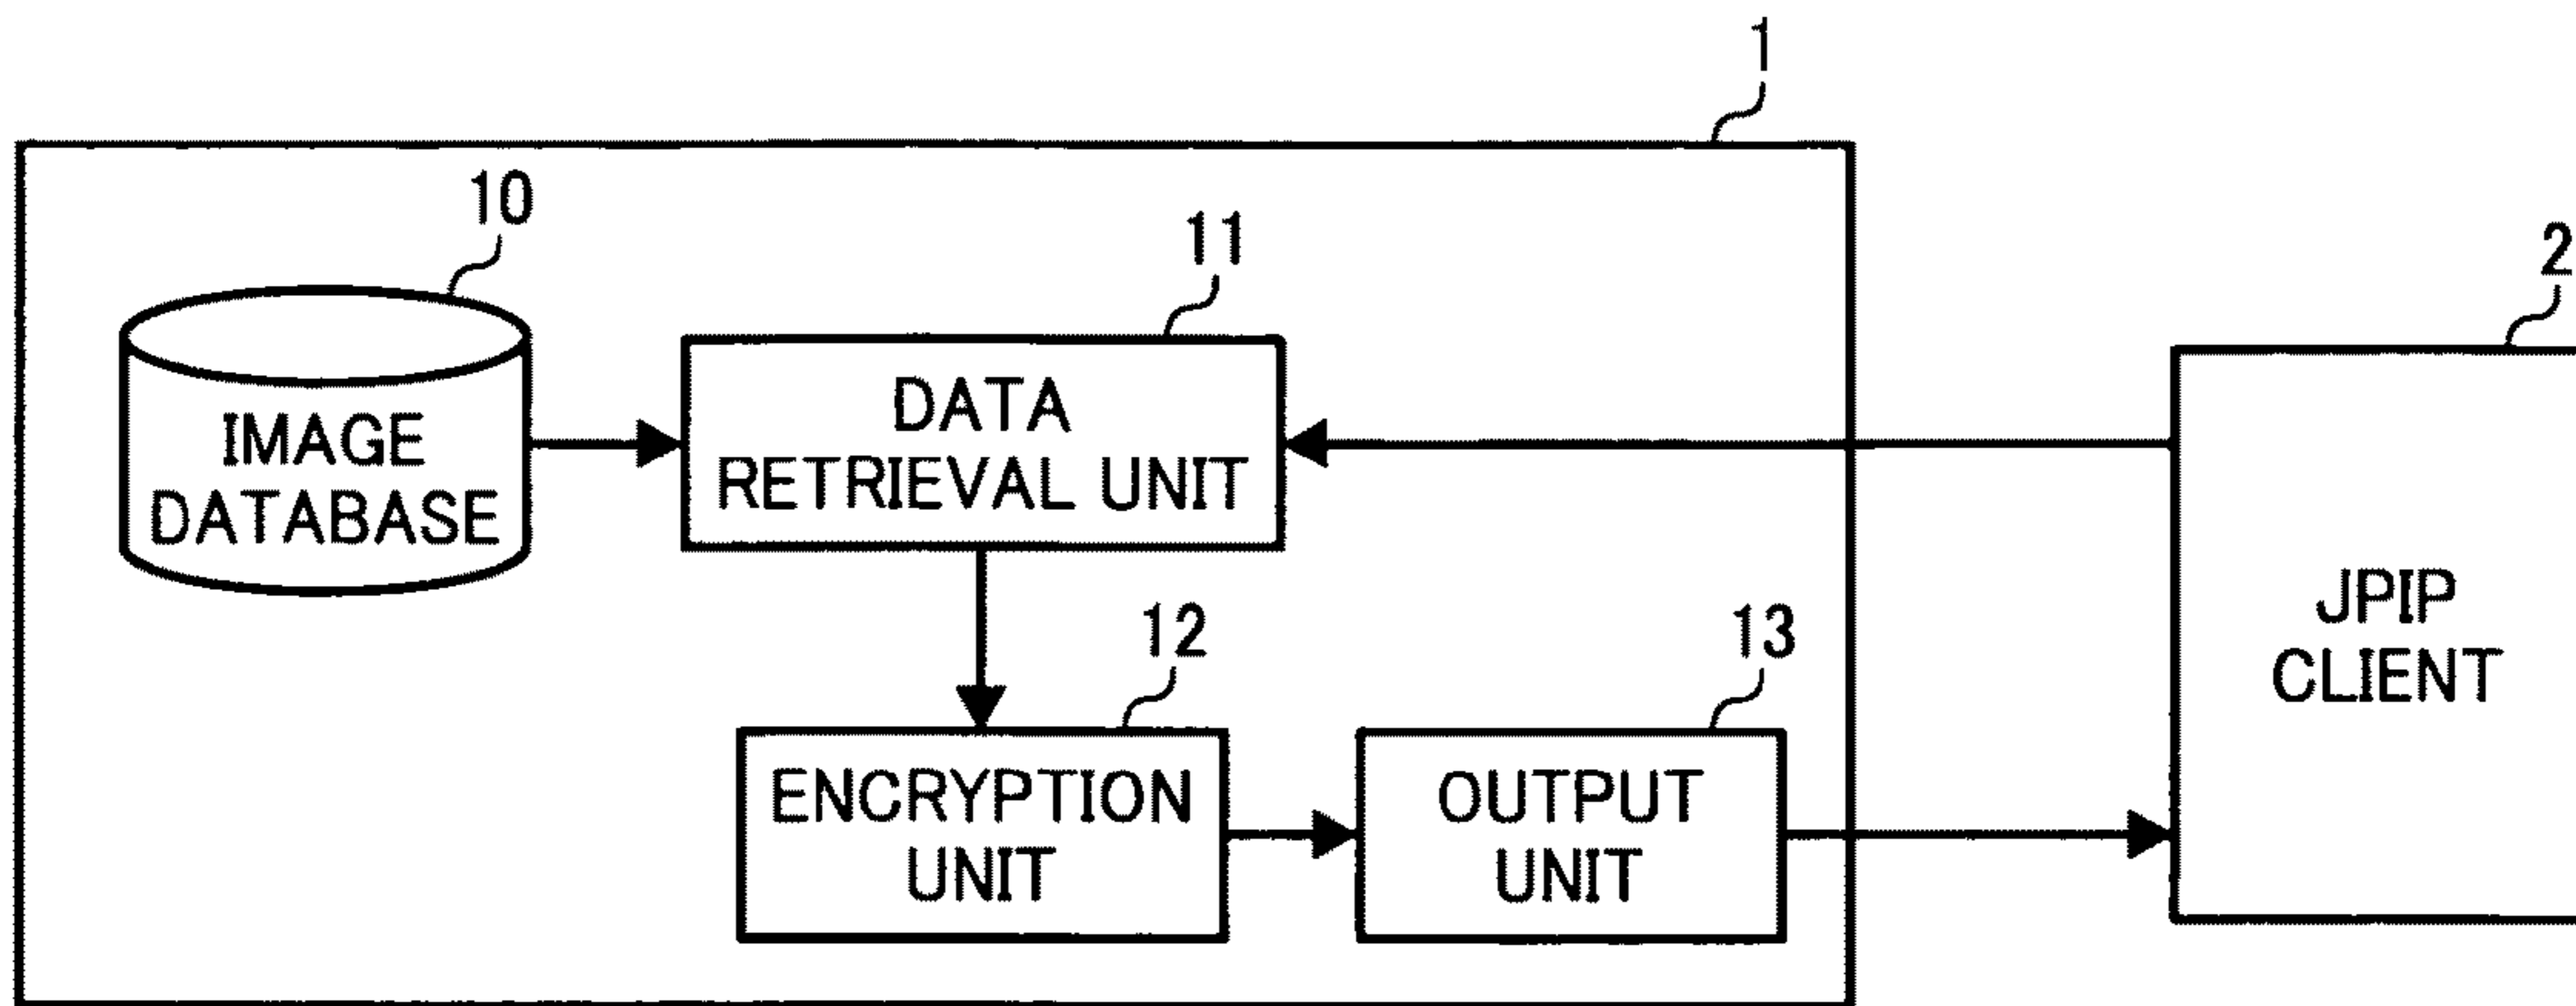 1
10
11
2
IMAGE
DATABASE
DATA
RETRIEVAL UNIT
JPIP
CLIENT
12
13
ENCRYPTION
UNIT
OUTPUT
UNIT